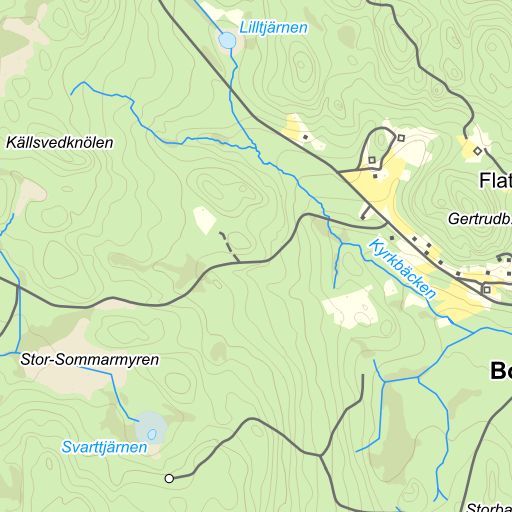 Lilltjärnen
Källsvedknölen
Flat
Gertrudb.
Kyrkbäcken
Stor-Sommarmyren
Bo
Svarttjärnen
Storha